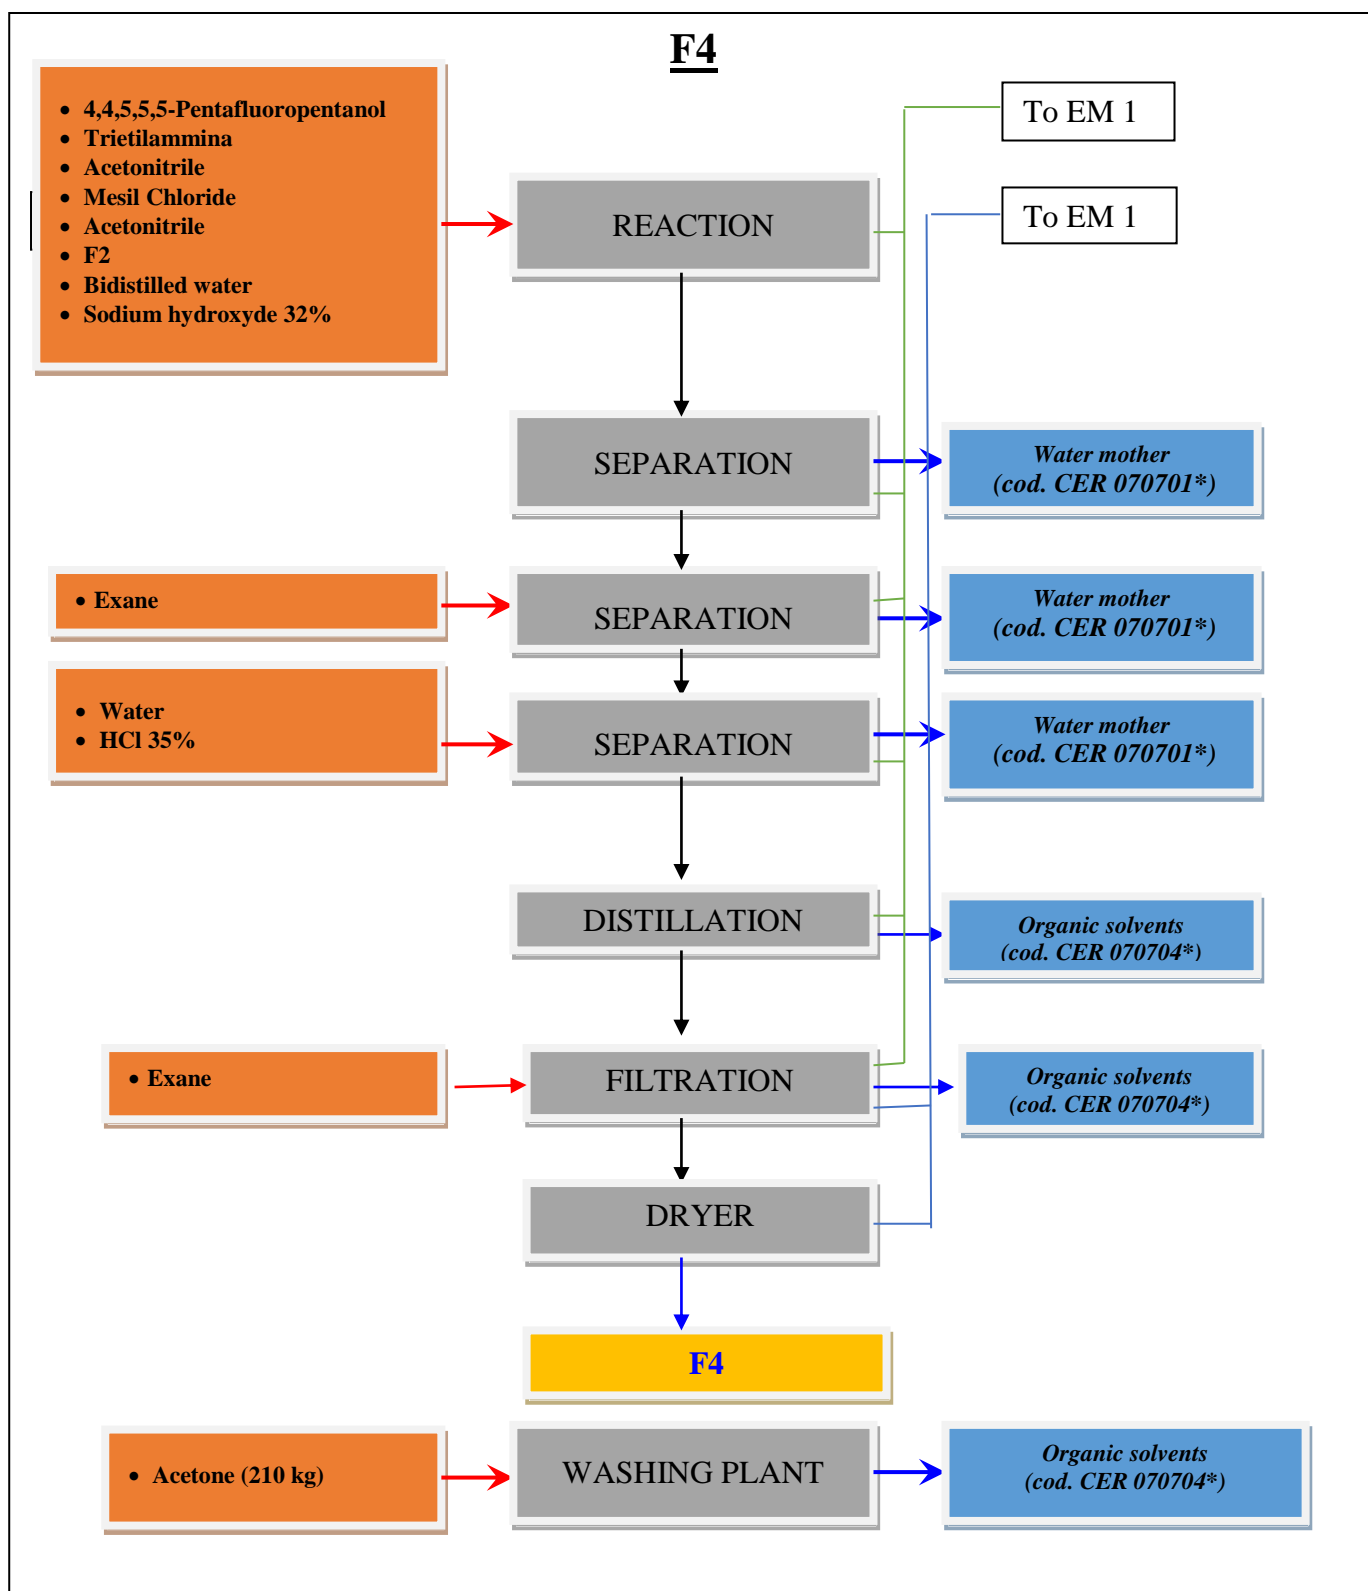 F4
• 4,4,5,5,5-Pentafluoropentanol
• Trietilammina
• Acetonitrile
• Mesil Chloride
• Acetonitrile
• F2
• Bidistilled water
• Sodium hydroxyde 32%
To EM 1
To EM 1
REACTION
SEPARATION
Water mother
(cod. CER 070701*)
• Exane
SEPARATION
Water mother
(cod. CER 070701*)
• Water
• HCl 35%
SEPARATION
Water mother
(cod. CER 070701*)
DISTILLATION
Organic solvents
(cod. CER 070704*)
• Exane
FILTRATION
Organic solvents
(cod. CER 070704*)
DRYER
F4
• Acetone (210 kg)
WASHING PLANT
Organic solvents
(cod. CER 070704*)